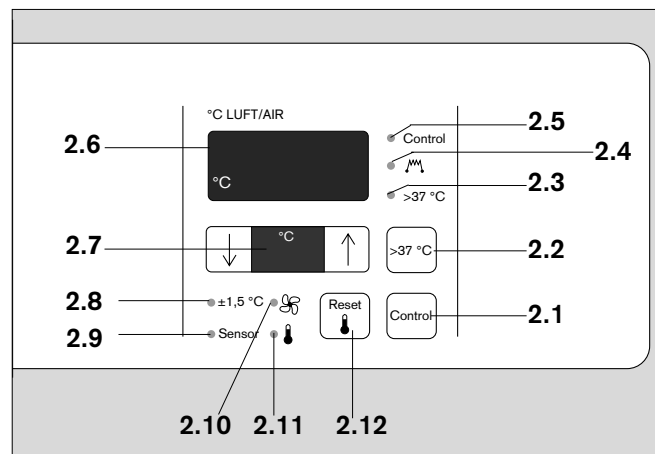 °C LUFT/AIR
2.6
°C
Control
2.5
2.4
>37 °C
2.3
2.7
°C
>37 °C
2.2
2.8
±1,5 °C
2.9
Sensor
Reset
Control
2.1
2.10
2.11
2.12